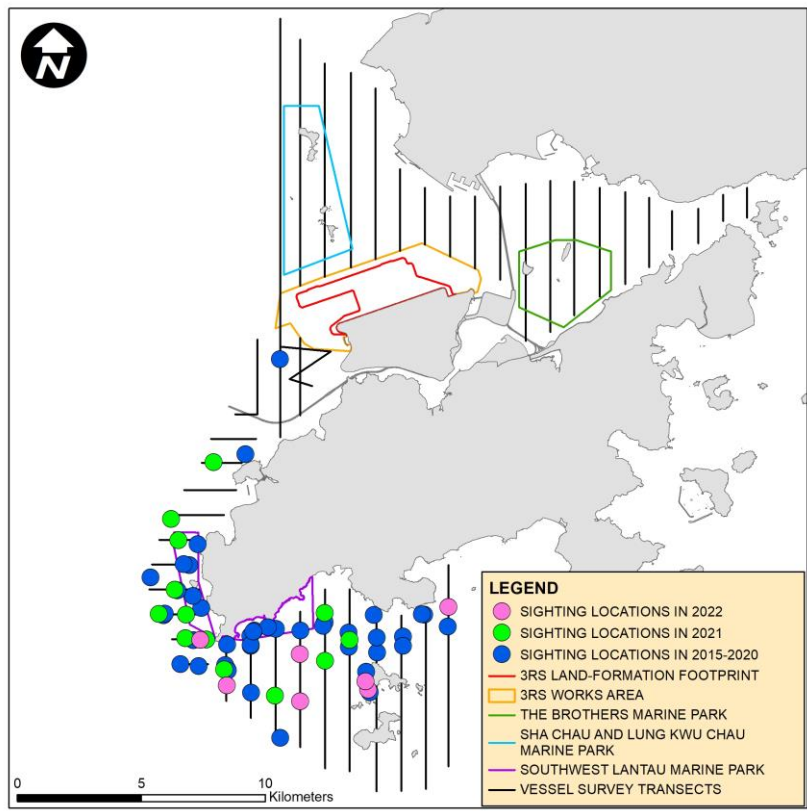 N
LEGEND
SIGHTING LOCATIONS IN 2022
SIGHTING LOCATIONS IN 2021
SIGHTING LOCATIONS IN 2015-2020
3RS LAND-FORMATION FOOTPRINT
3RS WORKS AREA
THE BROTHERS MARINE PARK
SHA CHAU AND LUNG KWU CHAU
MARINE PARK
SOUTHWEST LANTAU MARINE PARK
VESSEL SURVEY TRANSECTS
0 5 10
Kilometers